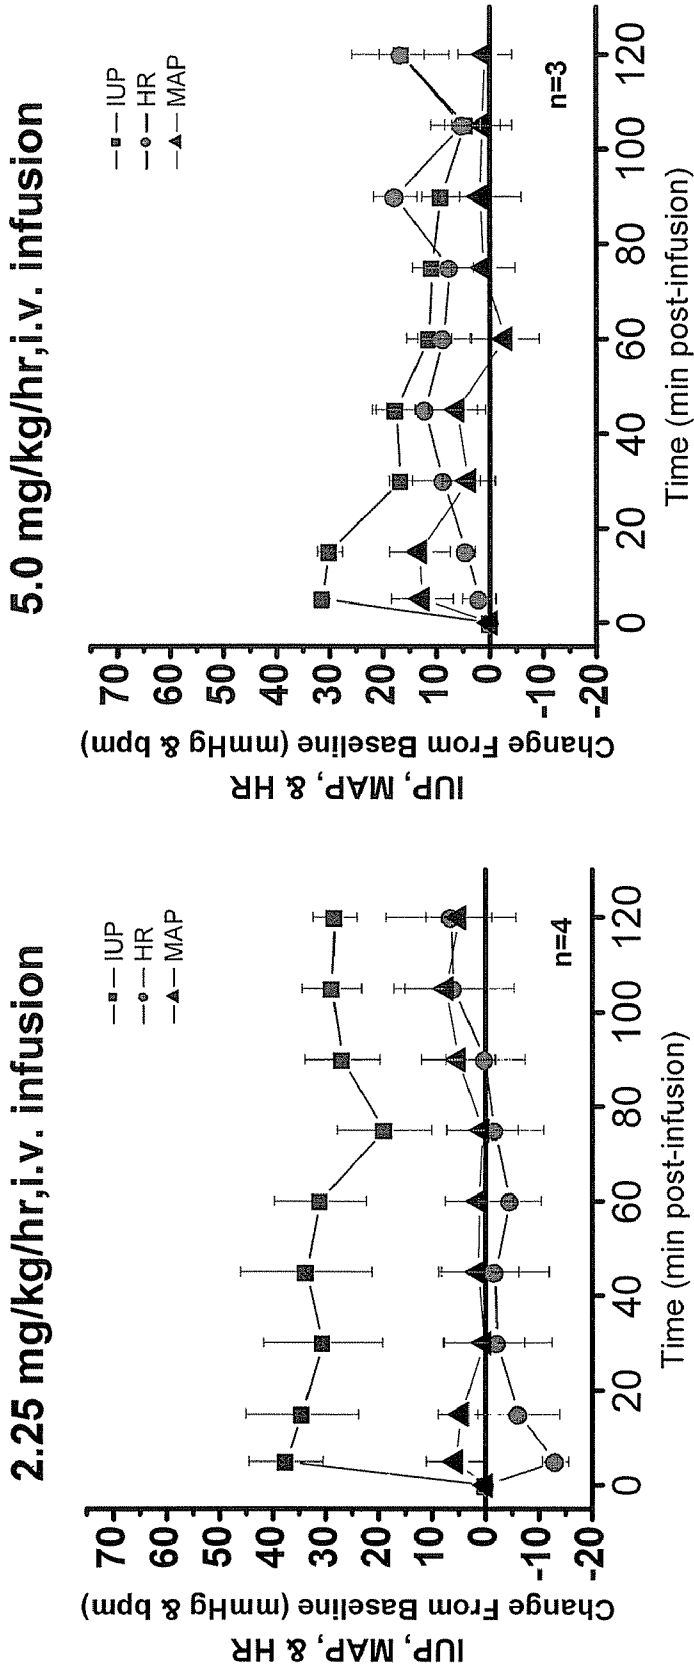 2.25 mg/kg/hr,i.v. infusion
IUP
HR
MAP
IUP, MAP, & HR
Change From Baseline (mmHg & bpm)
70
60
50
40
30
20
10
0
-10
-20
n=4
0 20 40 60 80 100 120
Time (min post-infusion)
5.0 mg/kg/hr,i.v. infusion
IUP
HR
MAP
IUP, MAP, & HR
Change From Baseline (mmHg & bpm)
70
60
50
40
30
20
10
0
-10
-20
n=3
0 20 40 60 80 100 120
Time (min post-infusion)